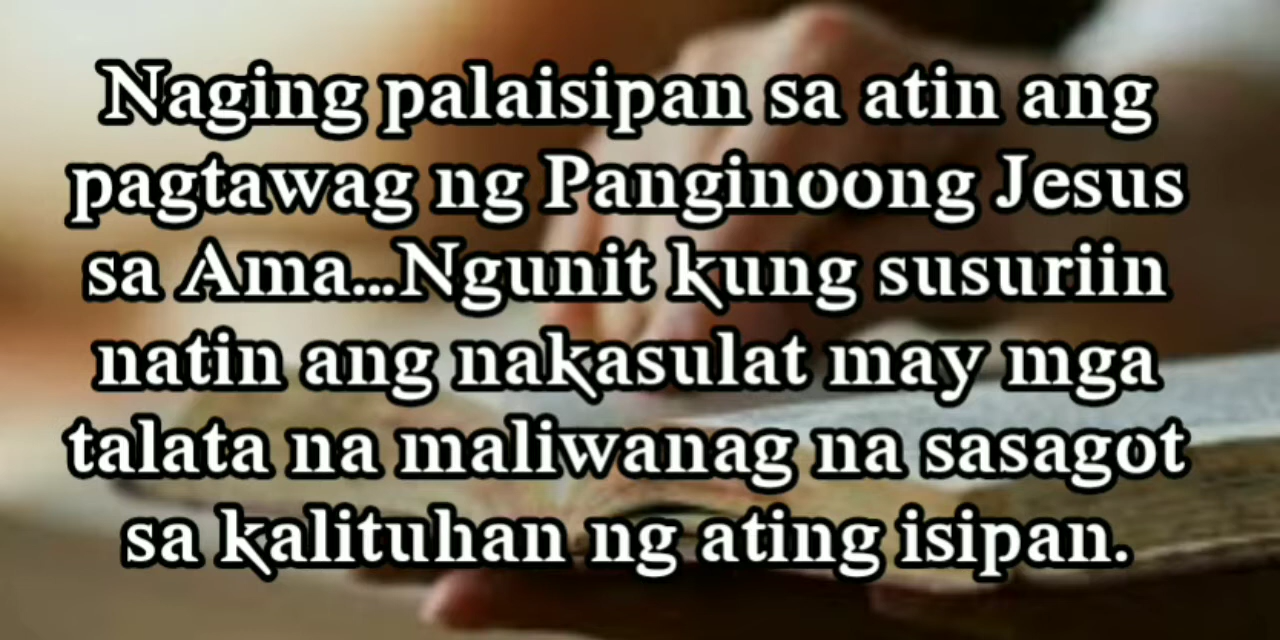 Naging palaisipan sa atin ang
pagtawag ng Panginoong Jesus
sa Ama...Ngunit kung susuriin
natin ang nakasulat may mga
talata na maliwanag na sasagot
sa kalituhan ng ating isipan.